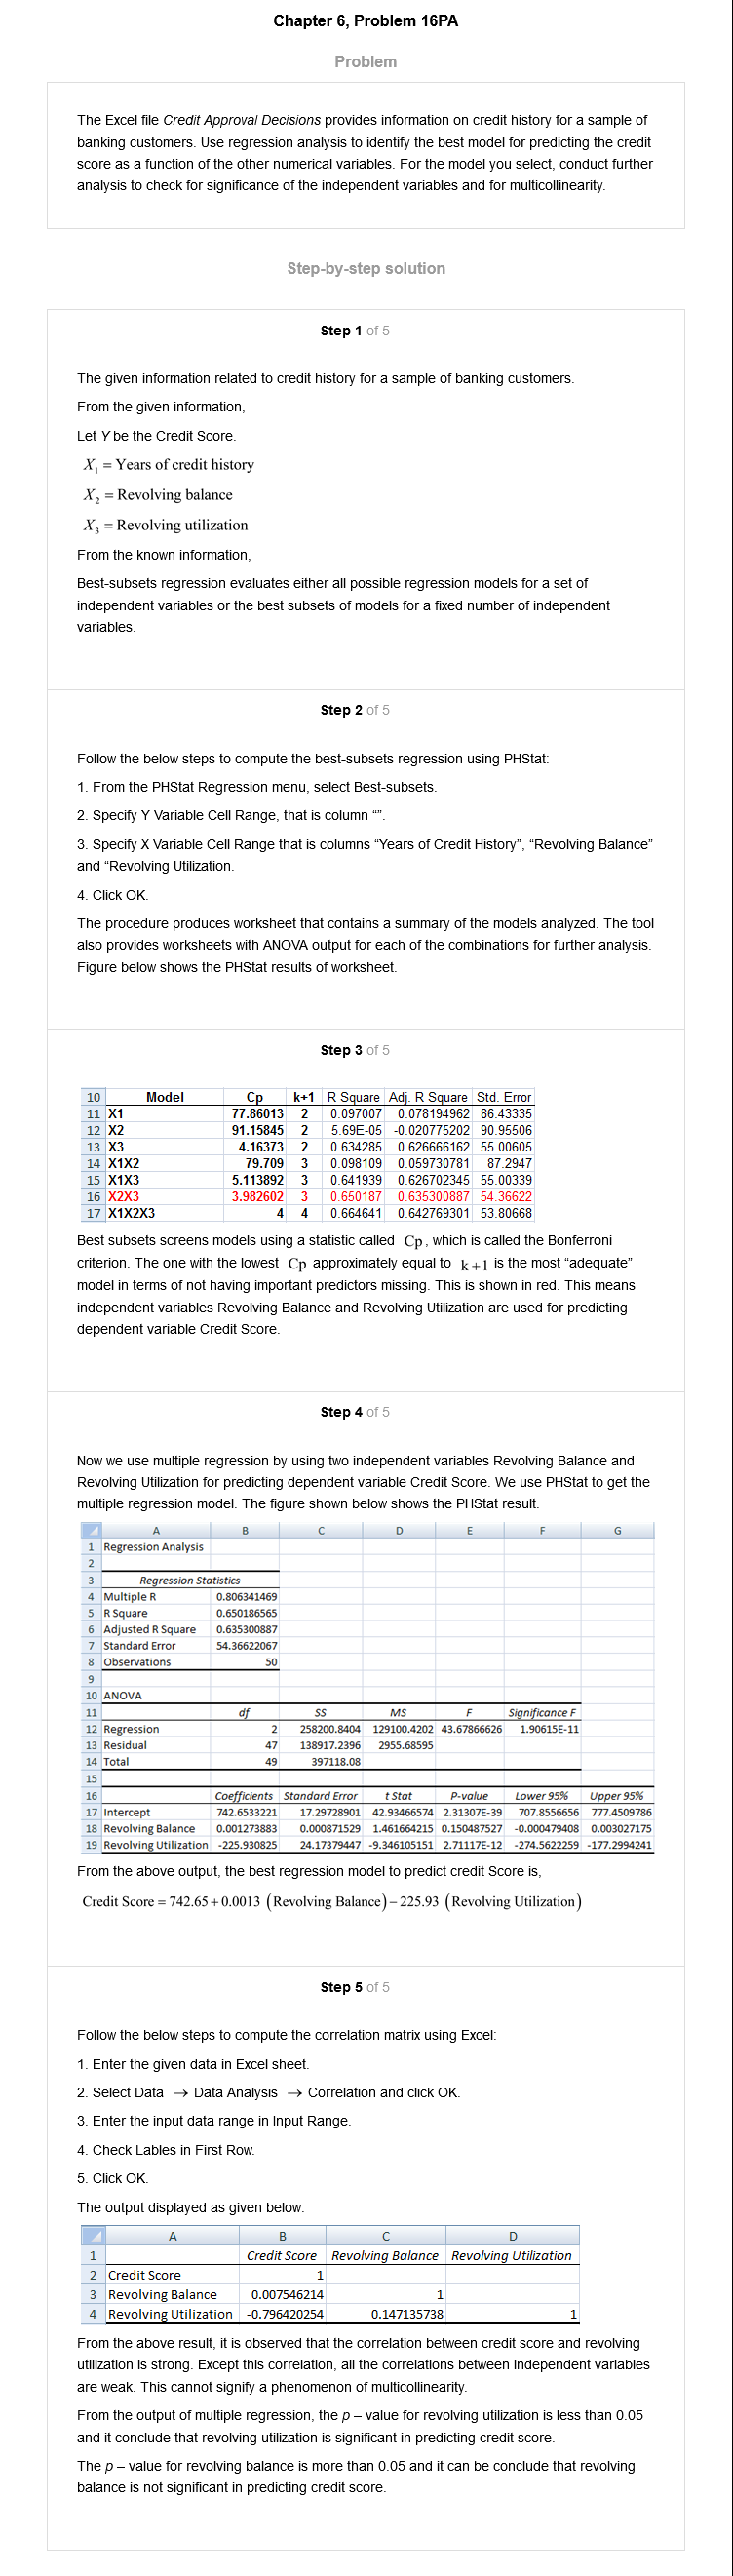 Chapter 6, Problem 16PA
Problem
The Excel file Credit Approval Decisions provides information on credit history for a sample of
banking customers. Use regression analysis to identify the best model for predicting the credit
score as a function of the other numerical variables. For the model you select, conduct further
analysis to check for significance of the independent variables and for multicollinearity.
Step-by-step solution
Step 1 of 5
The given information related to credit history for a sample of banking customers.
From the given information,
Let Y be the Credit Score.
X₁ = Years of credit history
X₂ = Revolving balance
X₃ = Revolving utilization
From the known information,
Best-subsets regression evaluates either all possible regression models for a set of
independent variables or the best subsets of models for a fixed number of independent
variables.
Step 2 of 5
Follow the below steps to compute the best-subsets regression using PHStat:
1. From the PHStat Regression menu, select Best-subsets.
2. Specify Y Variable Cell Range, that is column “”.
3. Specify X Variable Cell Range that is columns “Years of Credit History”, “Revolving Balance”
and “Revolving Utilization.
4. Click OK.
The procedure produces worksheet that contains a summary of the models analyzed. The tool
also provides worksheets with ANOVA output for each of the combinations for further analysis.
Figure below shows the PHStat results of worksheet.
Step 3 of 5
10 Model Cp k+1 R Square Adj. R Square Std. Error
11 X1 77.86013 2 0.097007 0.078194962 86.43335
12 X2 91.15845 2 5.69E-05 -0.020775202 90.95506
13 X3 4.16373 2 0.634285 0.626666162 55.00605
14 X1X2 79.709 3 0.098109 0.059730781 87.2947
15 X1X3 5.113892 3 0.641939 0.626702345 55.00339
16 X2X3 3.982602 3 0.650187 0.635300887 54.36622
17 X1X2X3 4 4 0.664641 0.642769301 53.80668
Best subsets screens models using a statistic called Cp, which is called the Bonferroni
criterion. The one with the lowest Cp approximately equal to k+1 is the most “adequate”
model in terms of not having important predictors missing. This is shown in red. This means
independent variables Revolving Balance and Revolving Utilization are used for predicting
dependent variable Credit Score.
Step 4 of 5
Now we use multiple regression by using two independent variables Revolving Balance and
Revolving Utilization for predicting dependent variable Credit Score. We use PHStat to get the
multiple regression model. The figure shown below shows the PHStat result.
A B C D E F G
1 Regression Analysis
2
3 Regression Statistics
4 Multiple R 0.806341469
5 R Square 0.650186565
6 Adjusted R Square 0.635300887
7 Standard Error 54.36622067
8 Observations 50
9
10 ANOVA
11 df SS MS F Significance F
12 Regression 2 258200.8404 129100.4202 43.67866626 1.90615E-11
13 Residual 47 138917.2396 2955.68595
14 Total 49 397118.08
15
16 Coefficients Standard Error t Stat P-value Lower 95% Upper 95%
17 Intercept 742.6533221 17.29728901 42.93466574 2.31307E-39 707.8556656 777.4509786
18 Revolving Balance 0.001273883 0.000871529 1.461664215 0.150487527 -0.000479408 0.003027175
19 Revolving Utilization -225.930825 24.17379447 -9.346105151 2.71117E-12 -274.5622259 -177.2994241
From the above output, the best regression model to predict credit Score is,
Credit Score = 742.65 + 0.0013 (Revolving Balance) − 225.93 (Revolving Utilization)
Step 5 of 5
Follow the below steps to compute the correlation matrix using Excel:
1. Enter the given data in Excel sheet.
2. Select Data → Data Analysis → Correlation and click OK.
3. Enter the input data range in Input Range.
4. Check Lables in First Row.
5. Click OK.
The output displayed as given below:
A B C D
1 Credit Score Revolving Balance Revolving Utilization
2 Credit Score 1
3 Revolving Balance 0.007546214 1
4 Revolving Utilization -0.796420254 0.147135738 1
From the above result, it is observed that the correlation between credit score and revolving
utilization is strong. Except this correlation, all the correlations between independent variables
are weak. This cannot signify a phenomenon of multicollinearity.
From the output of multiple regression, the p – value for revolving utilization is less than 0.05
and it conclude that revolving utilization is significant in predicting credit score.
The p – value for revolving balance is more than 0.05 and it can be conclude that revolving
balance is not significant in predicting credit score.